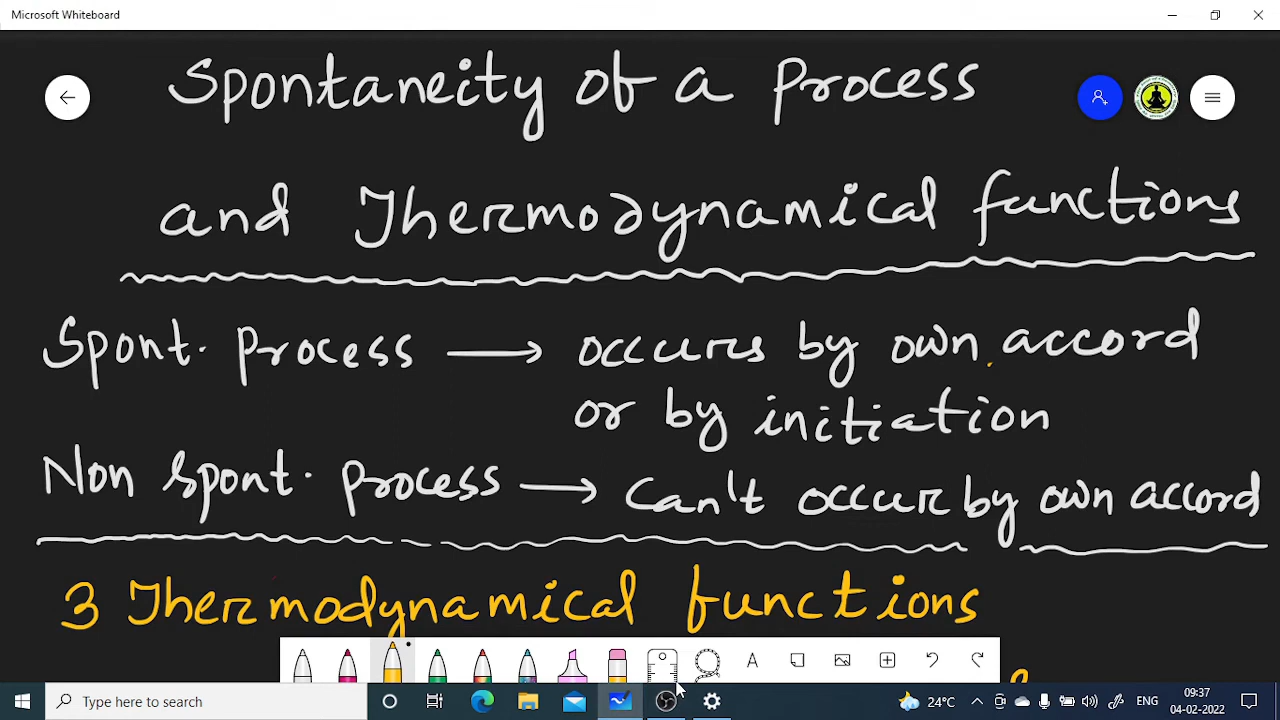 Microsoft Whiteboard
Spontaneity of a Process
and Thermodynamical functions
Spont. process → occurs by own accord
or by initiation
Non spont. process → Can't occur by own accord
3 Thermodynamical functions
A
Type here to search
24°C
ENG
09:37
04-02-2022